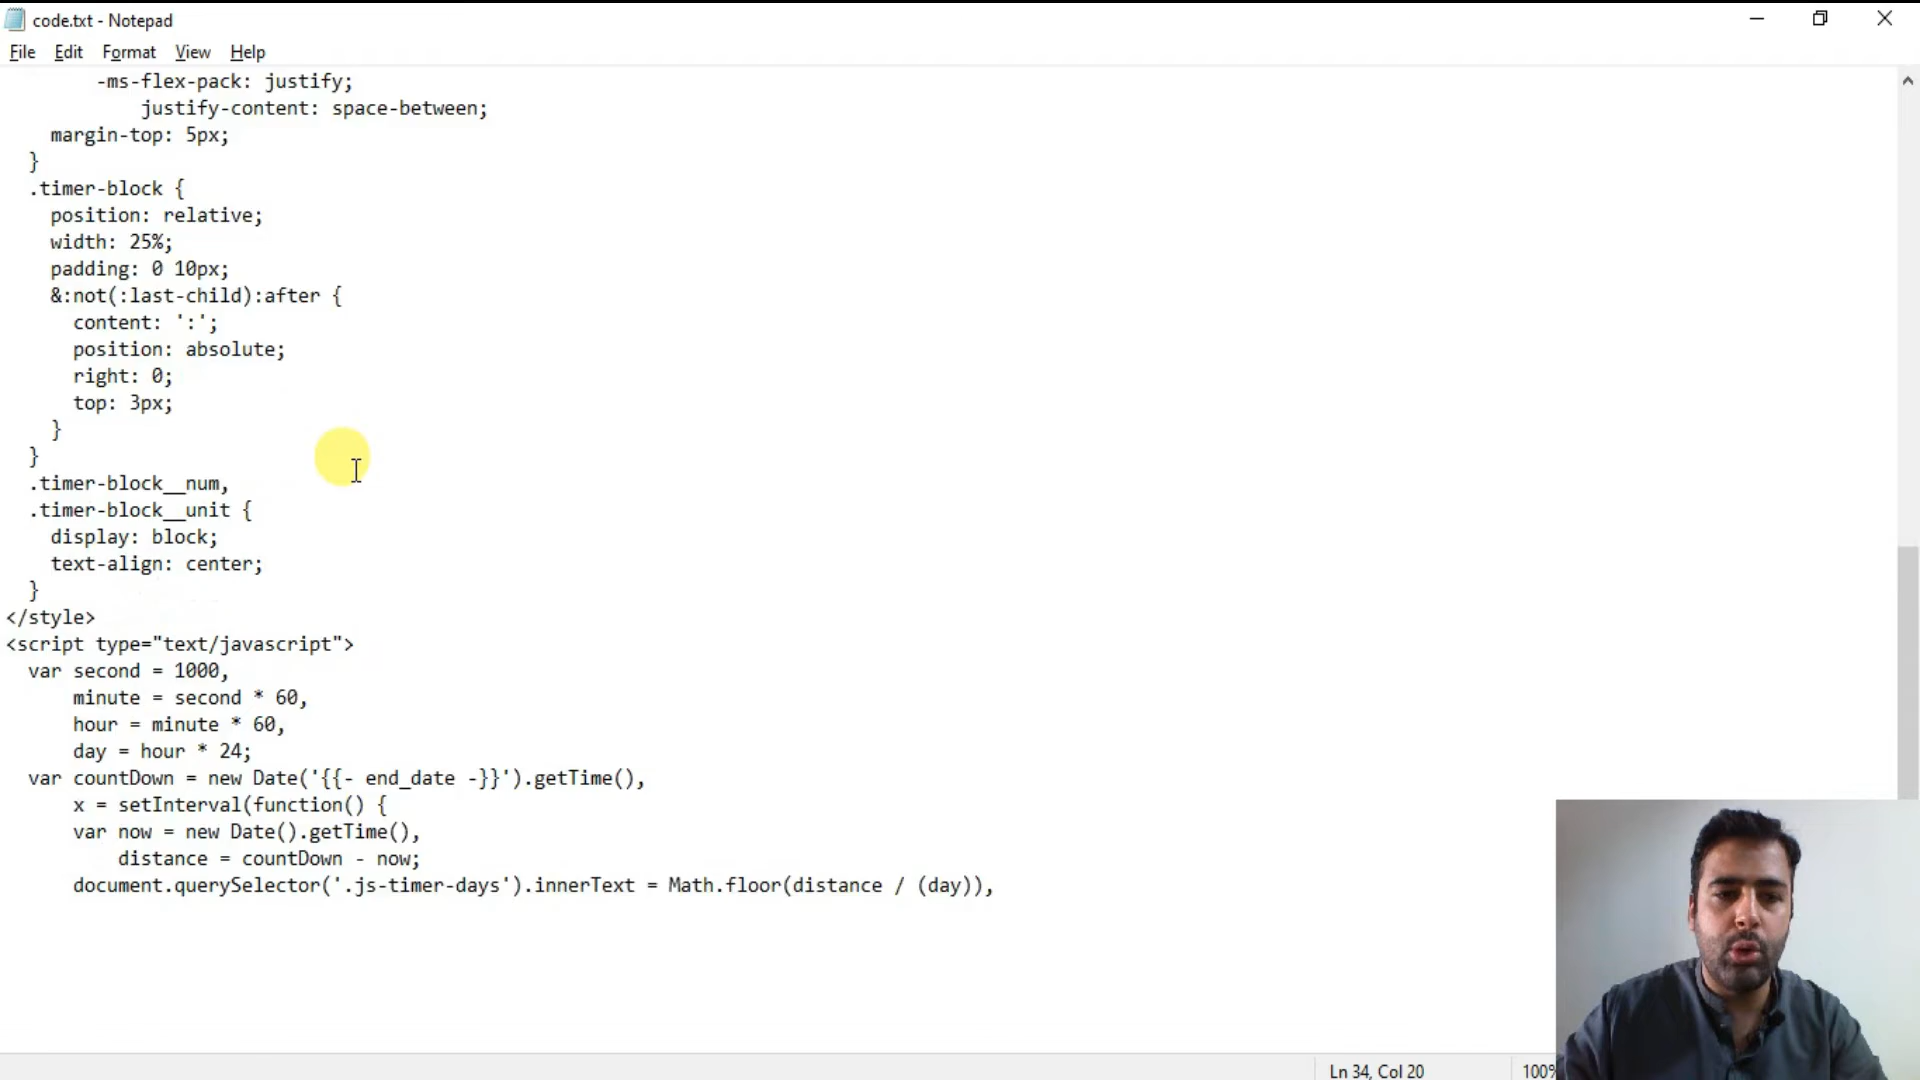 code.txt - Notepad
File Edit Format View Help
-ms-flex-pack: justify;
justify-content: space-between;
margin-top: 5px;
}
.timer-block {
position: relative;
width: 25%;
padding: 0 10px;
&:not(:last-child):after {
content: ':';
position: absolute;
right: 0;
top: 3px;
}
}
.timer-block__num,
.timer-block__unit {
display: block;
text-align: center;
}
</style>
<script type="text/javascript">
var second = 1000,
minute = second * 60,
hour = minute * 60,
day = hour * 24;
var countDown = new Date('{{- end_date -}}').getTime(),
x = setInterval(function() {
var now = new Date().getTime(),
distance = countDown - now;
document.querySelector('.js-timer-days').innerText = Math.floor(distance / (day)),
Ln 34, Col 20 100%